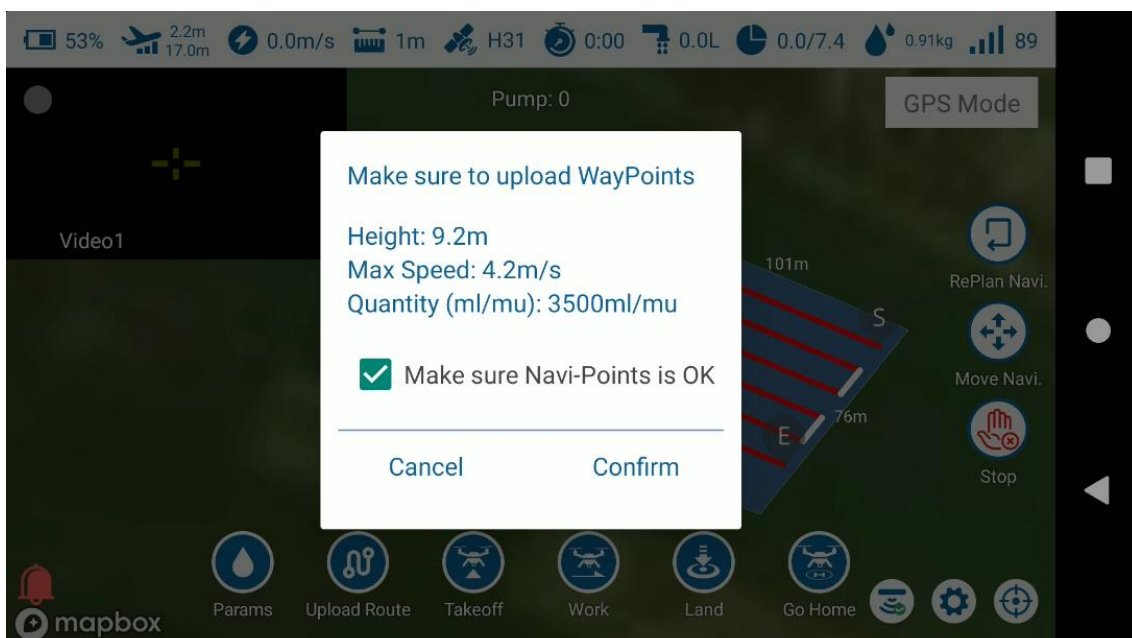 53%
2.2m
17.0m
0.0m/s
1m
H31
0:00
0.0L
0.0/7.4
0.91kg
89
Pump: 0
GPS Mode
Make sure to upload WayPoints
Video1
Height: 9.2m
Max Speed: 4.2m/s
Quantity (ml/mu): 3500ml/mu
101m
RePlan Navi.
S
Make sure Navi-Points is OK
Move Navi.
76m
E
Cancel
Confirm
Stop
Params
Upload Route
Takeoff
Work
Land
Go Home
mapbox